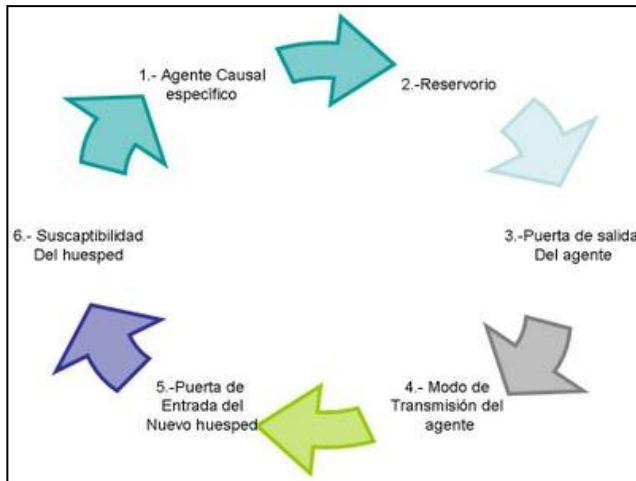 1.- Agente Causal
específico
2.-Reservorio
3.-Puerta de salida
Del agente
4.- Modo de
Transmisión del
agente
5.-Puerta de
Entrada del
Nuevo huesped
6.- Suscaptibilidad
Del huesped